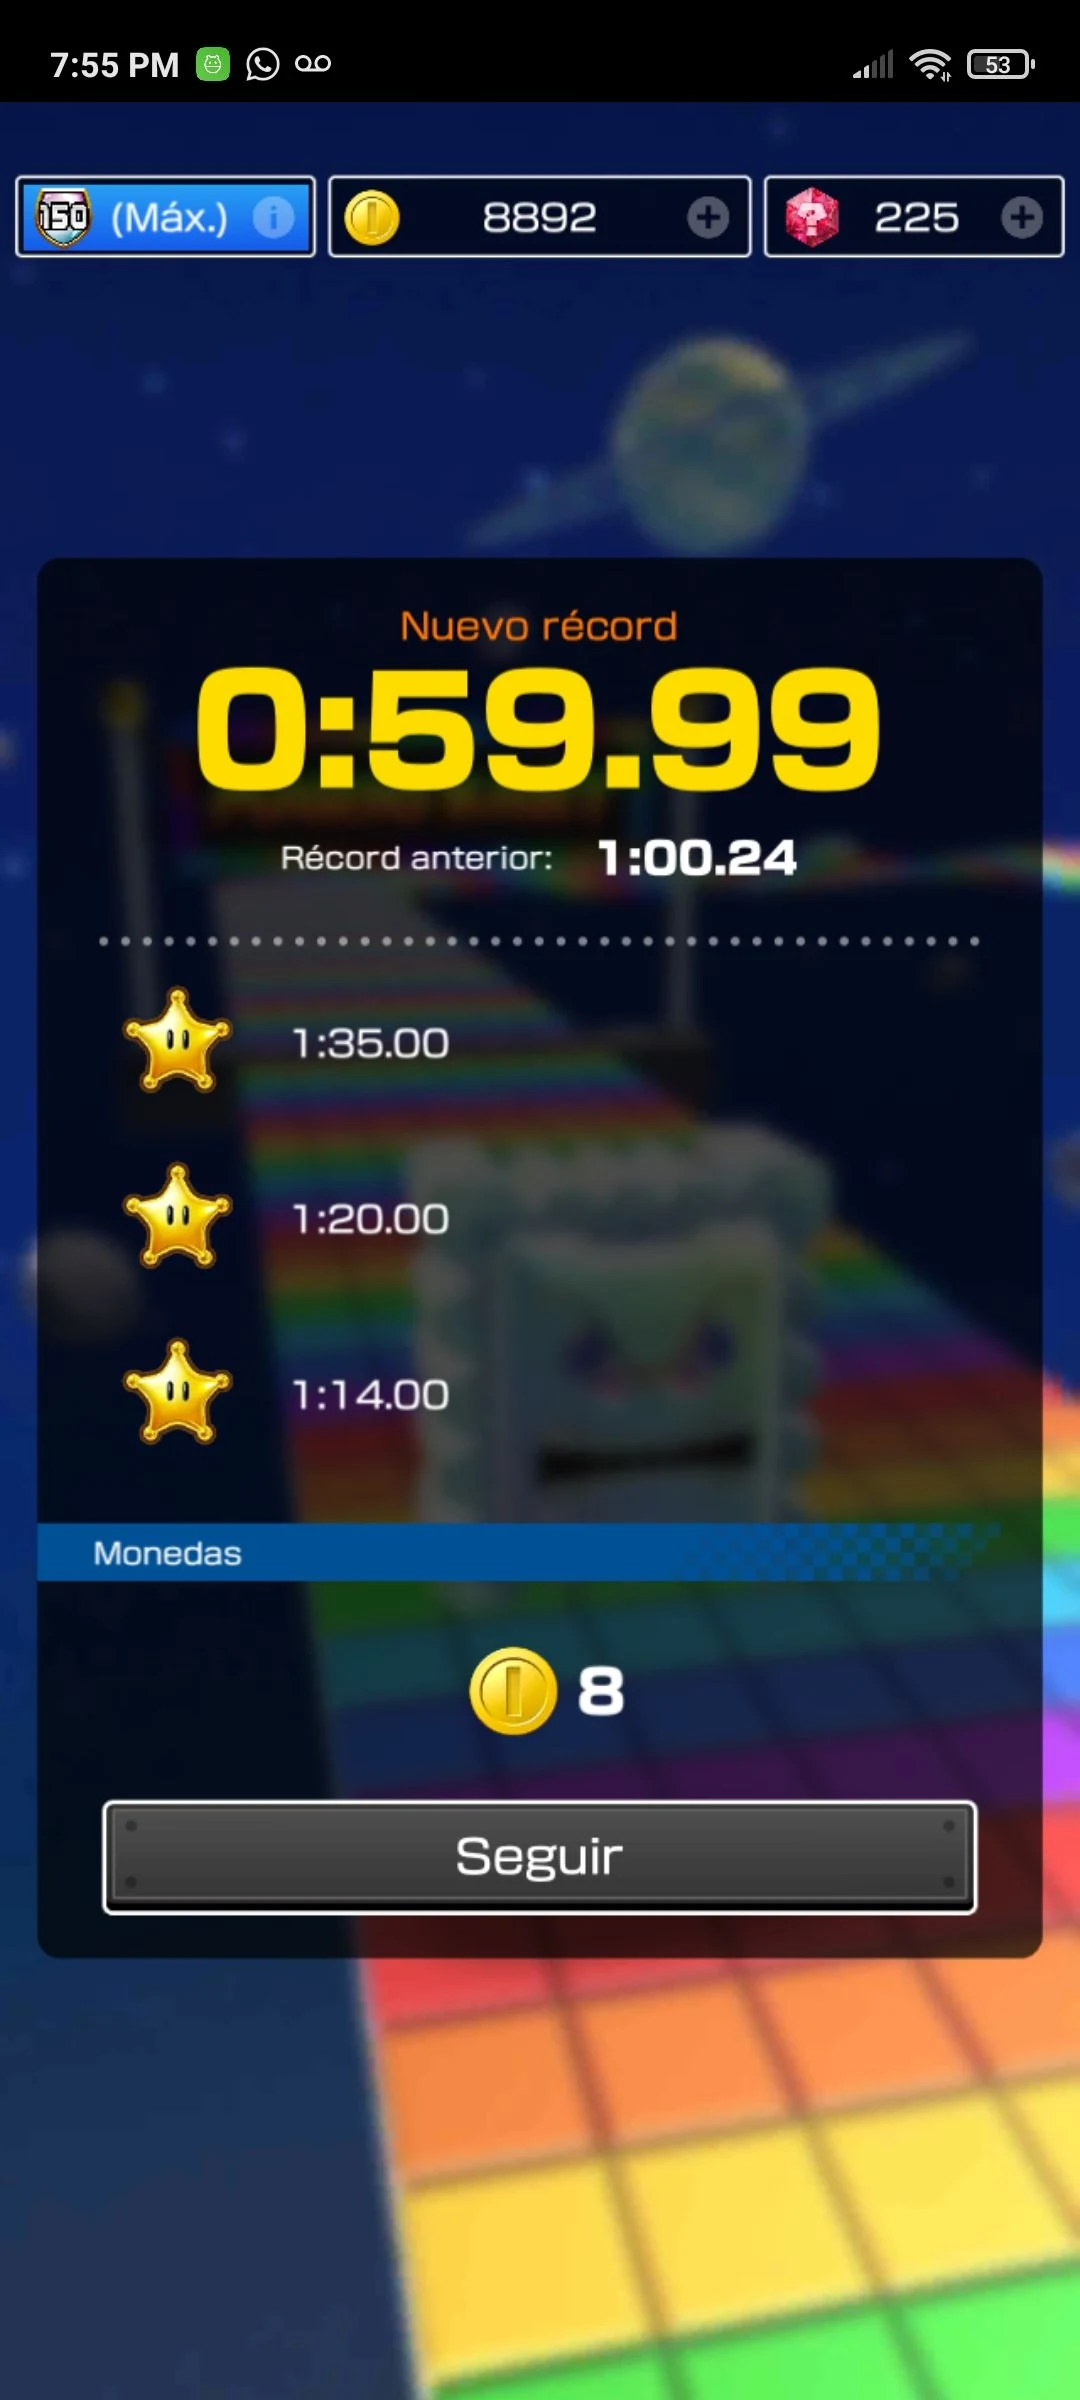 7:55 PM
53
150 (Máx.) i 8892 + 225 +
Nuevo récord
0:59.99
Récord anterior: 1:00.24
1:35.00
1:20.00
1:14.00
Monedas
8
Seguir